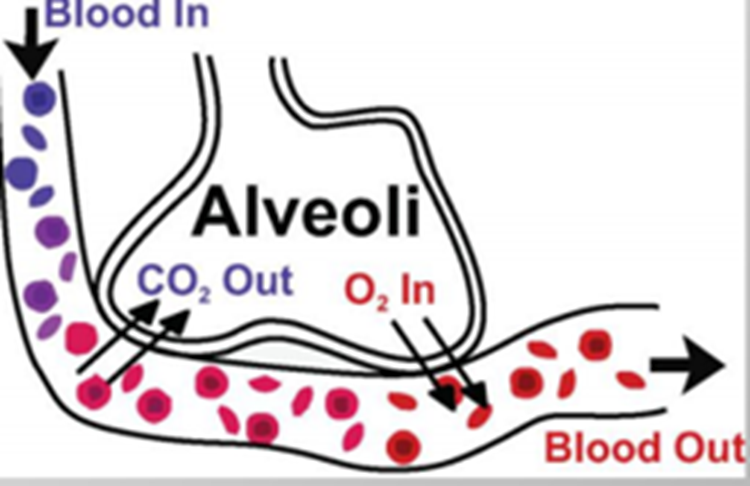 Blood In
Alveoli
CO₂ Out
O₂ In
Blood Out